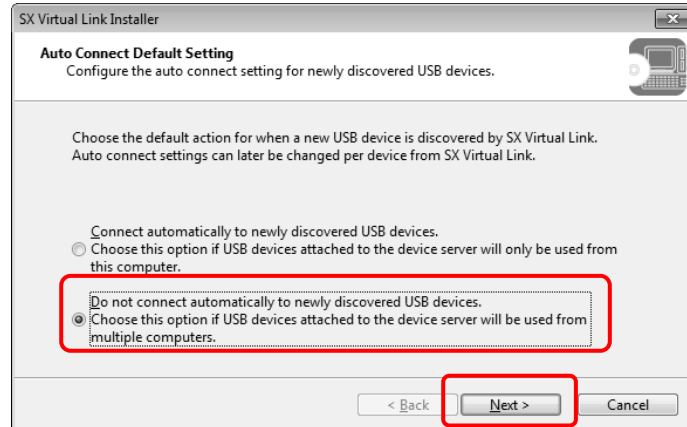 SX Virtual Link Installer
Auto Connect Default Setting
Configure the auto connect setting for newly discovered USB devices.
Choose the default action for when a new USB device is discovered by SX Virtual Link.
Auto connect settings can later be changed per device from SX Virtual Link.
Connect automatically to newly discovered USB devices.
Choose this option if USB devices attached to the device server will only be used from
this computer.
Do not connect automatically to newly discovered USB devices.
Choose this option if USB devices attached to the device server will be used from
multiple computers.
< Back Next > Cancel